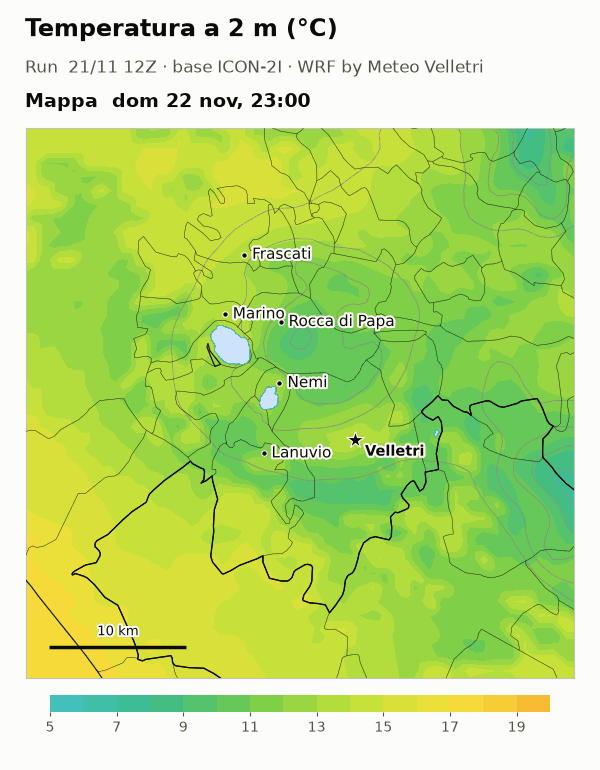 Temperatura a 2 m (°C)
Run  21/11 12Z · base ICON-2I · WRF by Meteo Velletri
Mappa  dom 22 nov, 23:00
Frascati
Marino
Rocca di Papa
Nemi
Velletri
Lanuvio
10 km
5 7 9 11 13 15 17 19